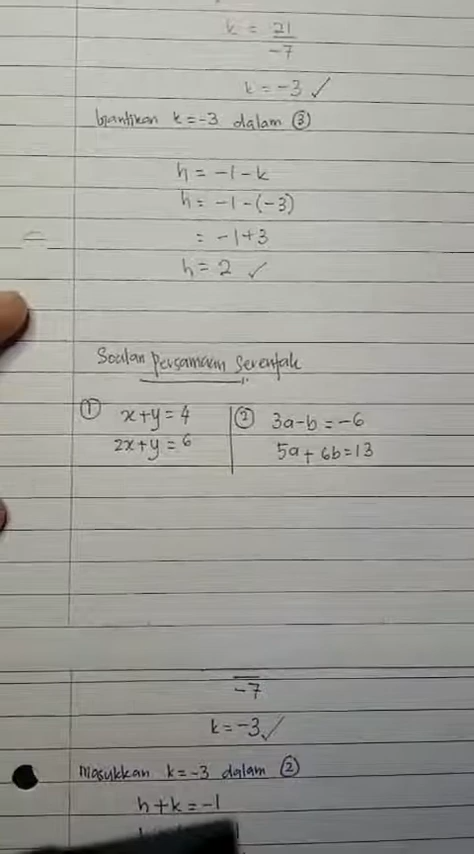 k = 21/-7
k = -3 ✓
Gantikan k = -3 dalam ③
h = -1 - k
h = -1 - (-3)
= -1 + 3
h = 2 ✓
Soalan Persamaan Serentak
① x + y = 4
2x + y = 6
② 3a - b = -6
5a + 6b = 13
-7
k = -3 ✓
Masukkan k = -3 dalam ②
h + k = -1